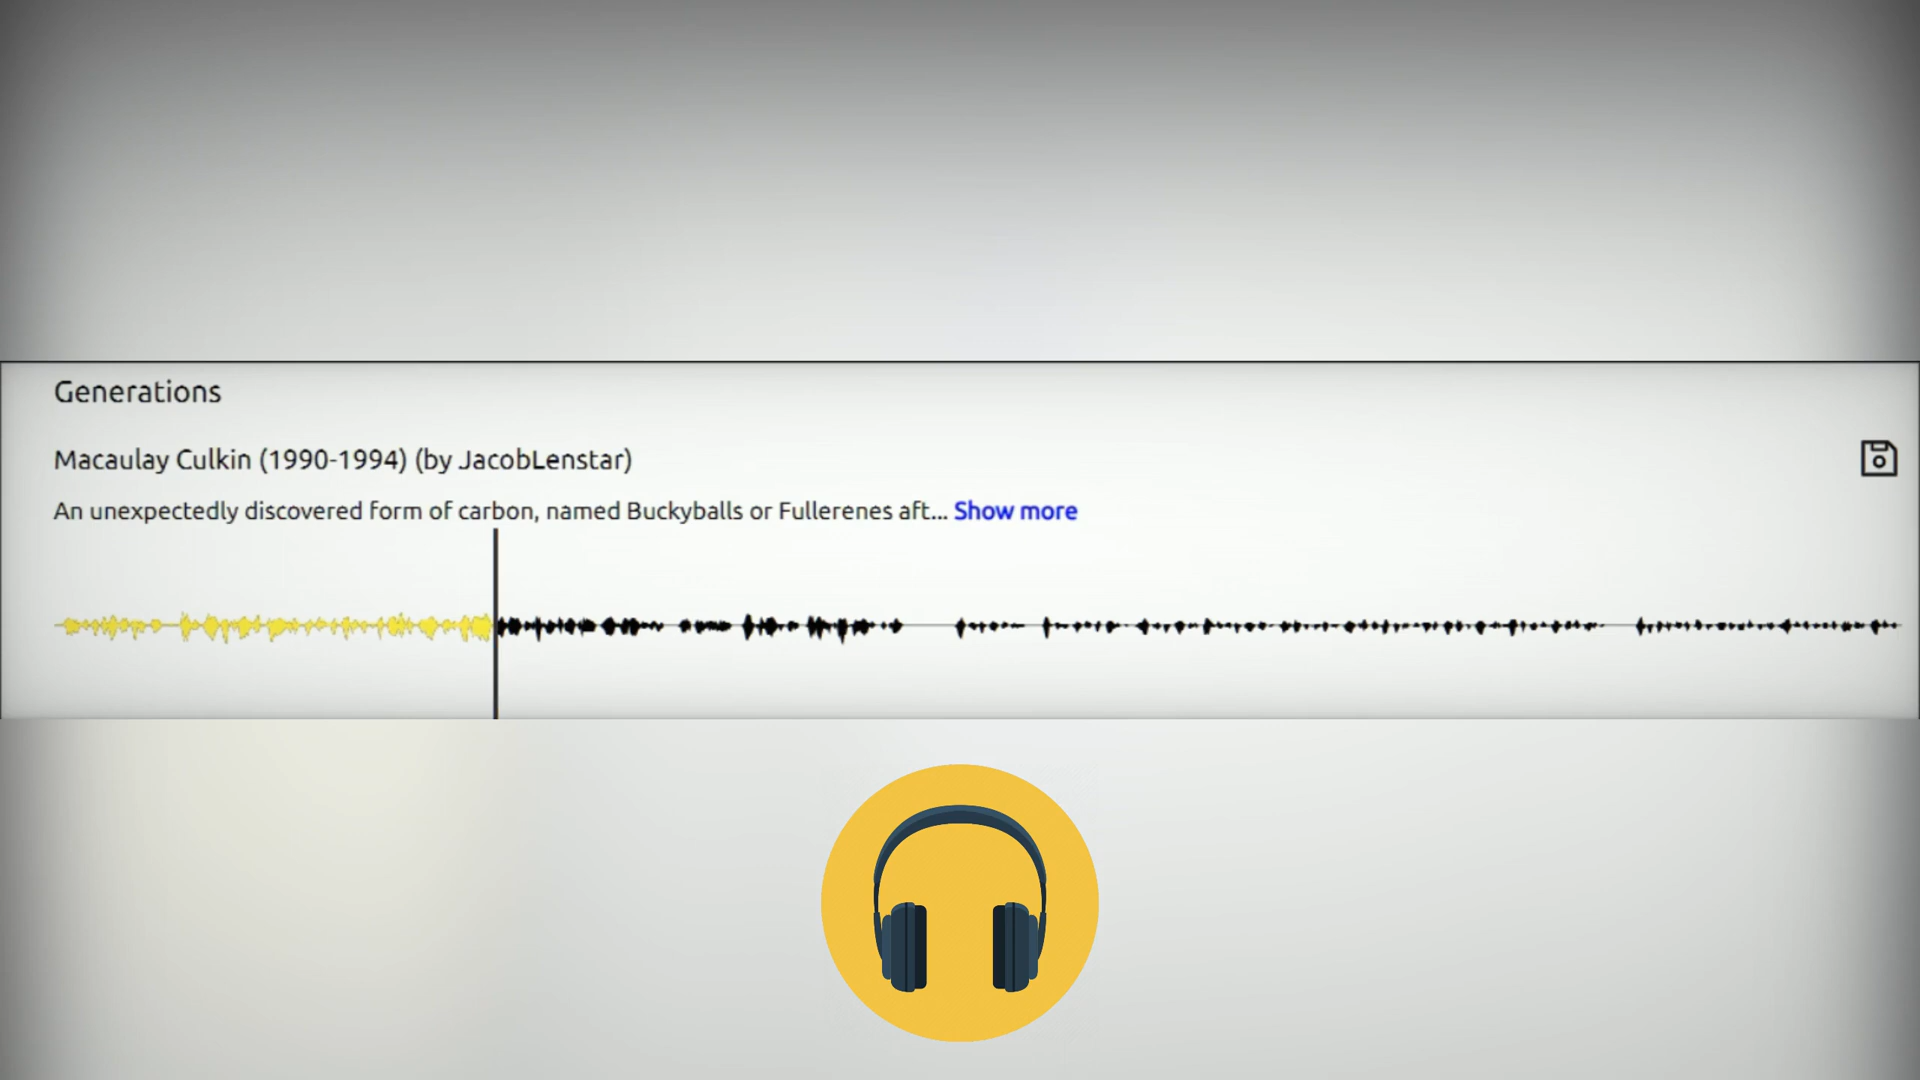 Generations
Macaulay Culkin (1990-1994) (by JacobLenstar)
An unexpectedly discovered form of carbon, named Buckyballs or Fullerenes aft... Show more